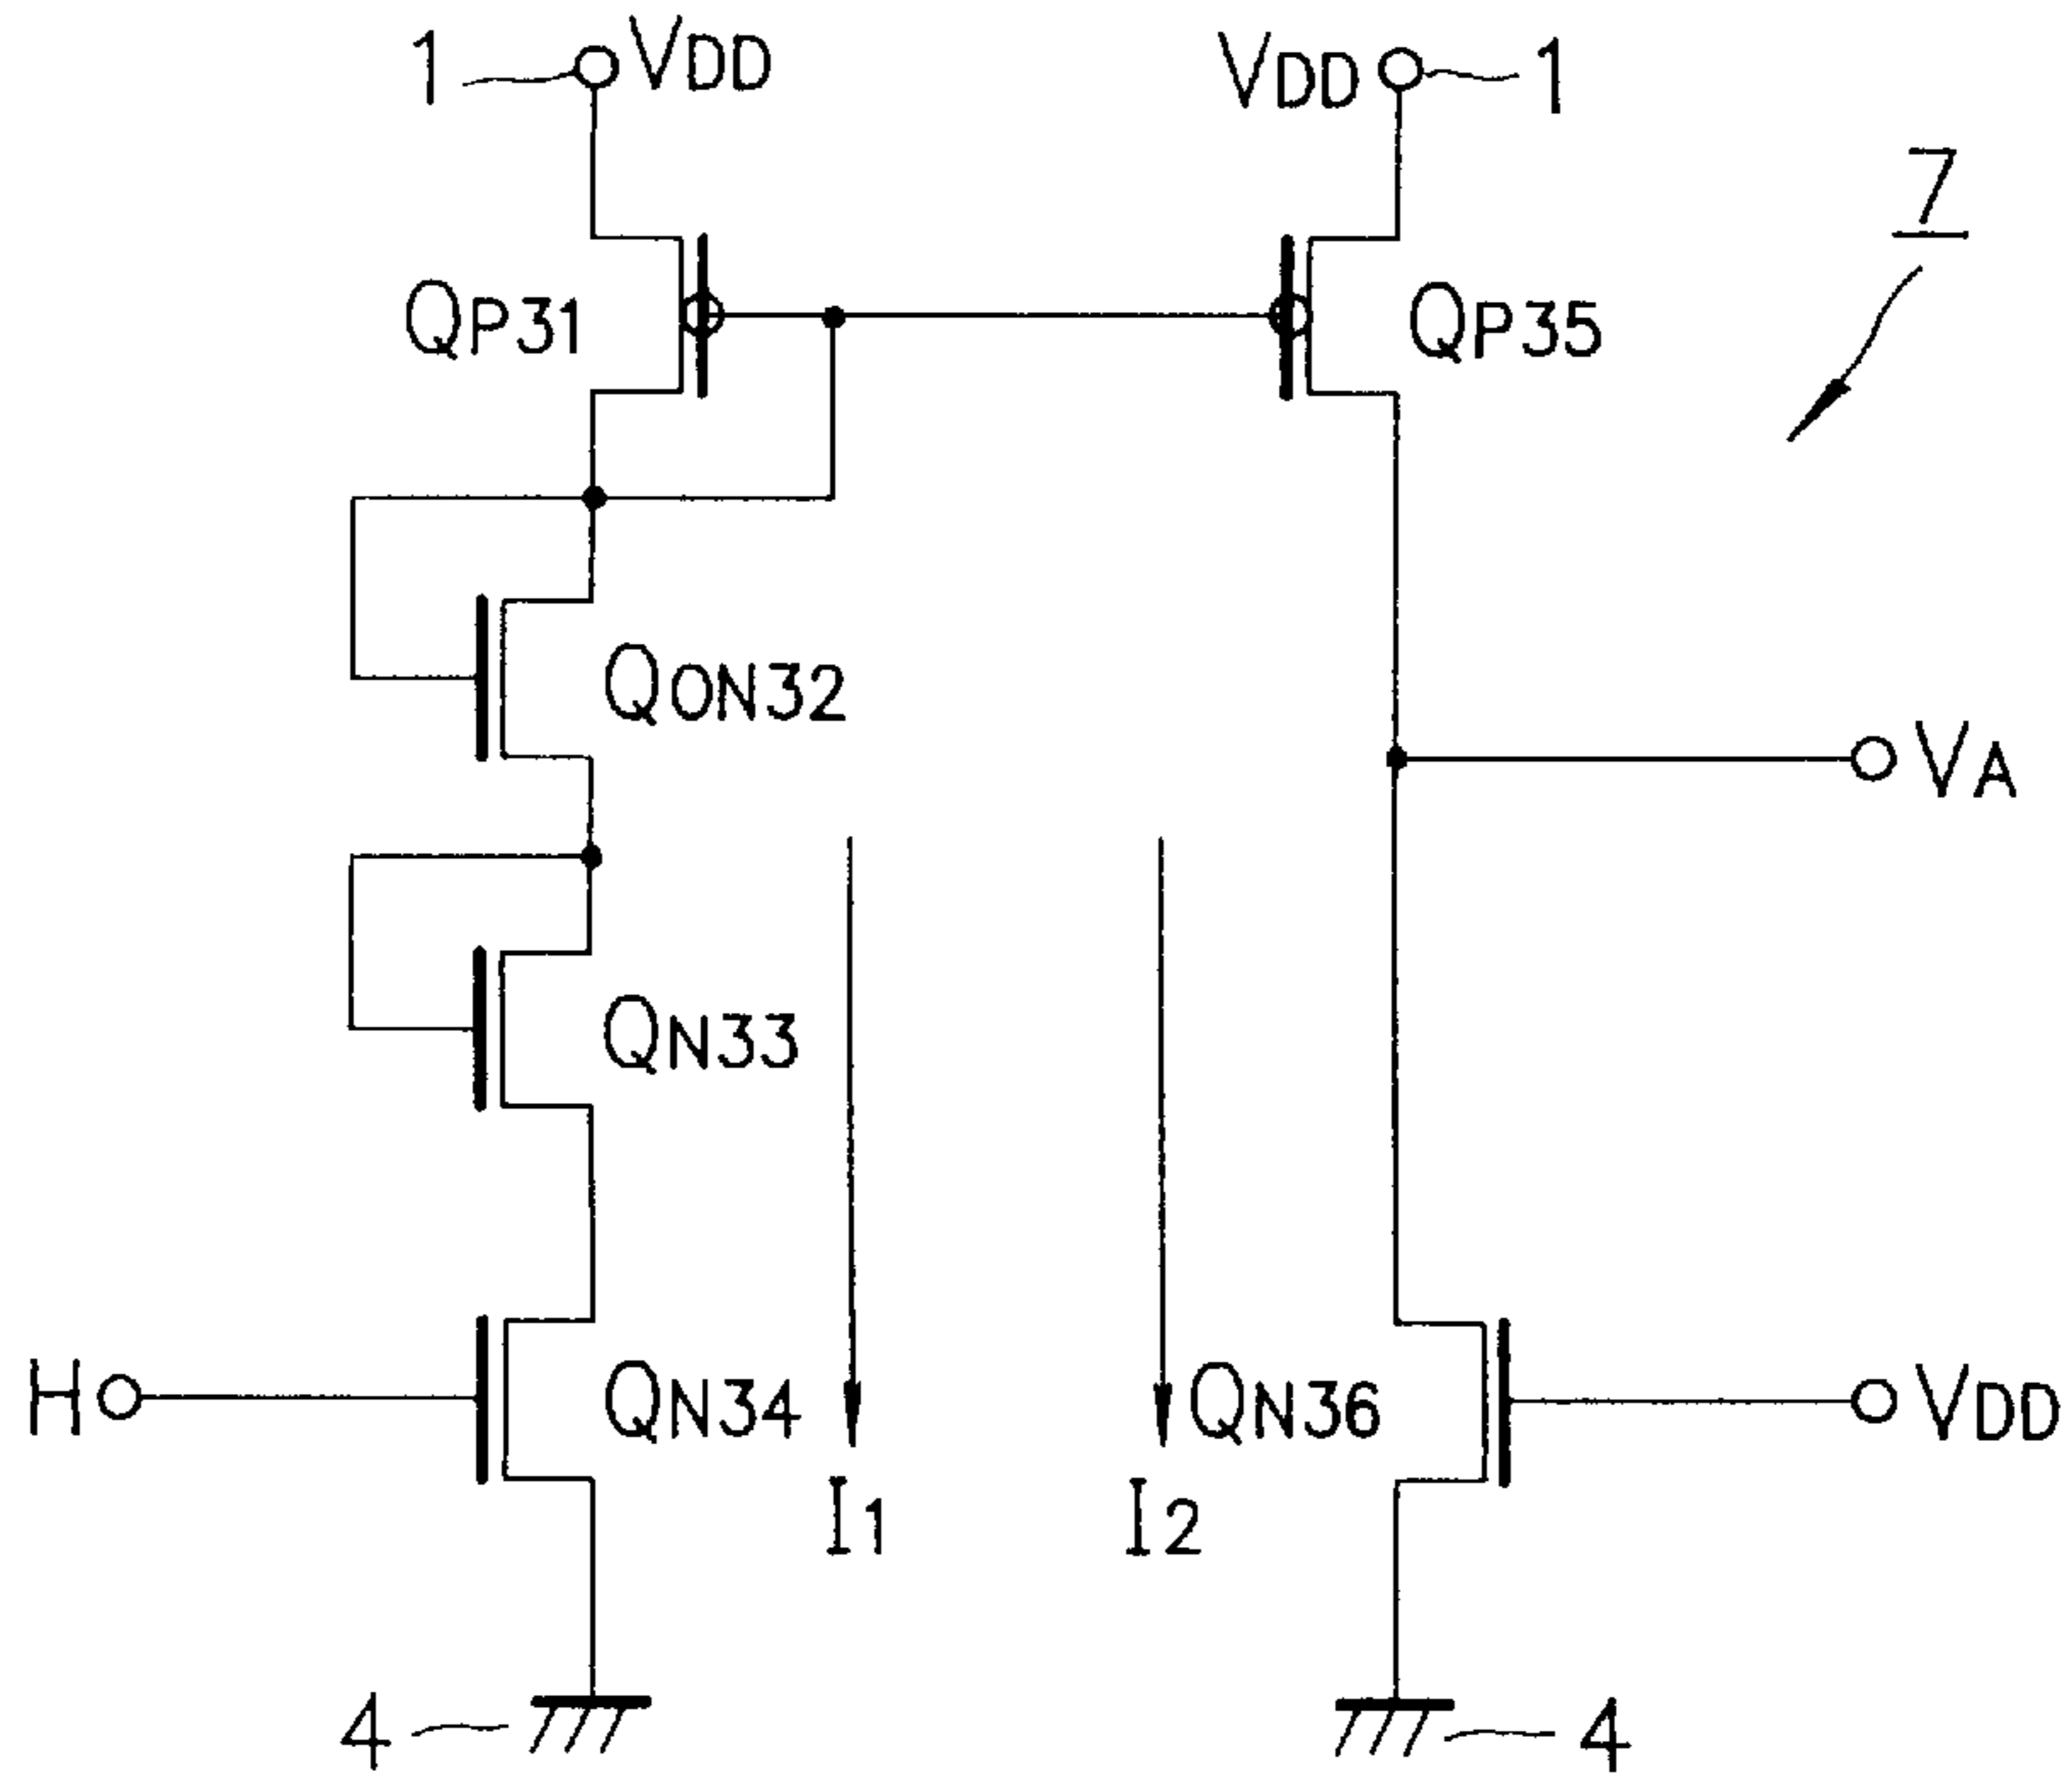 1 VDD VDD 1
7
QP31 QP35
QON32
VA
QN33
H QN34 QN36 VDD
I1 I2
4 4